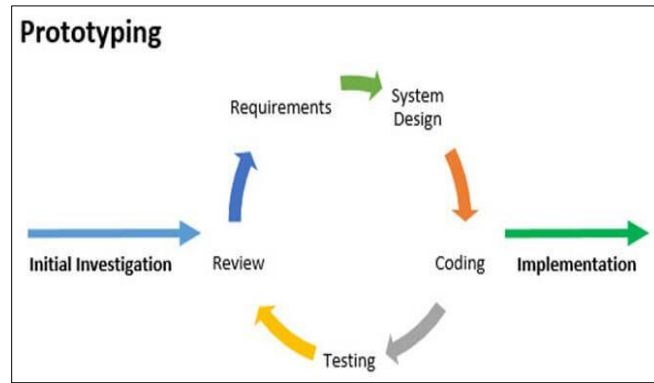 Prototyping
Requirements
System
Design
Initial Investigation
Review
Coding
Implementation
Testing